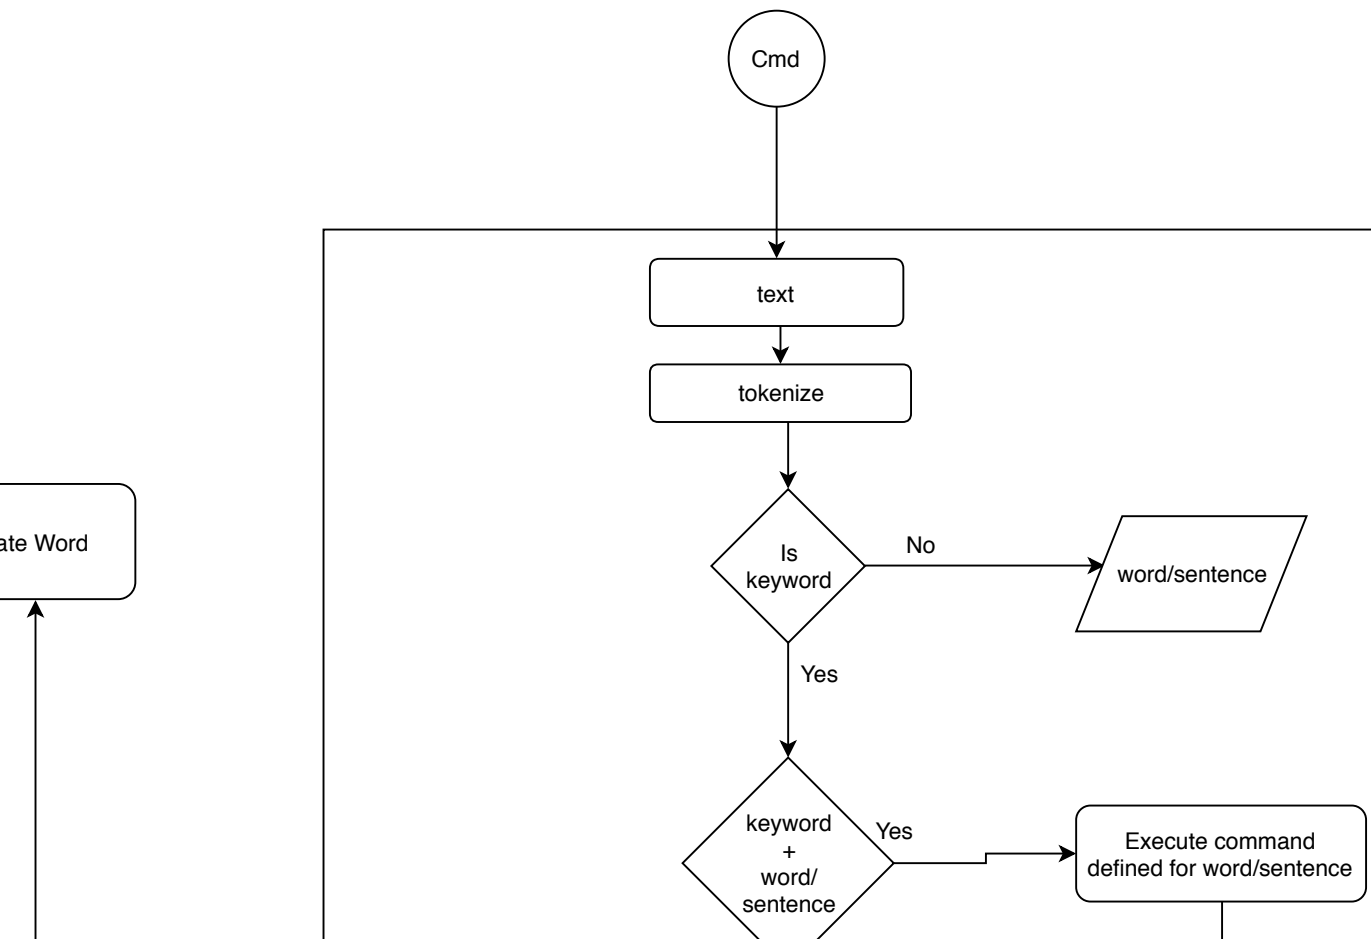 Cmd
text
tokenize
Is
keyword
No
word/sentence
Word
Yes
keyword
+
word/
sentence
Yes
Execute command
defined for word/sentence